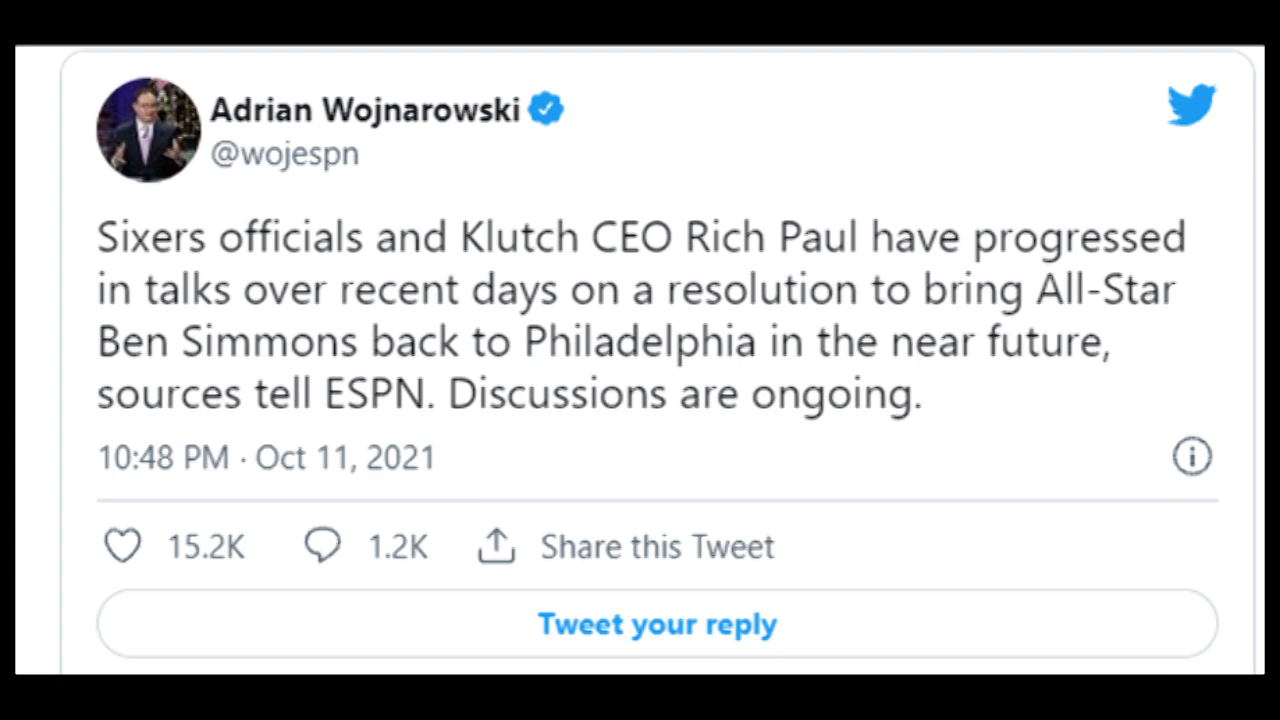 Adrian Wojnarowski
@wojespn
Sixers officials and Klutch CEO Rich Paul have progressed
in talks over recent days on a resolution to bring All-Star
Ben Simmons back to Philadelphia in the near future,
sources tell ESPN. Discussions are ongoing.
10:48 PM · Oct 11, 2021
15.2K 1.2K Share this Tweet
Tweet your reply